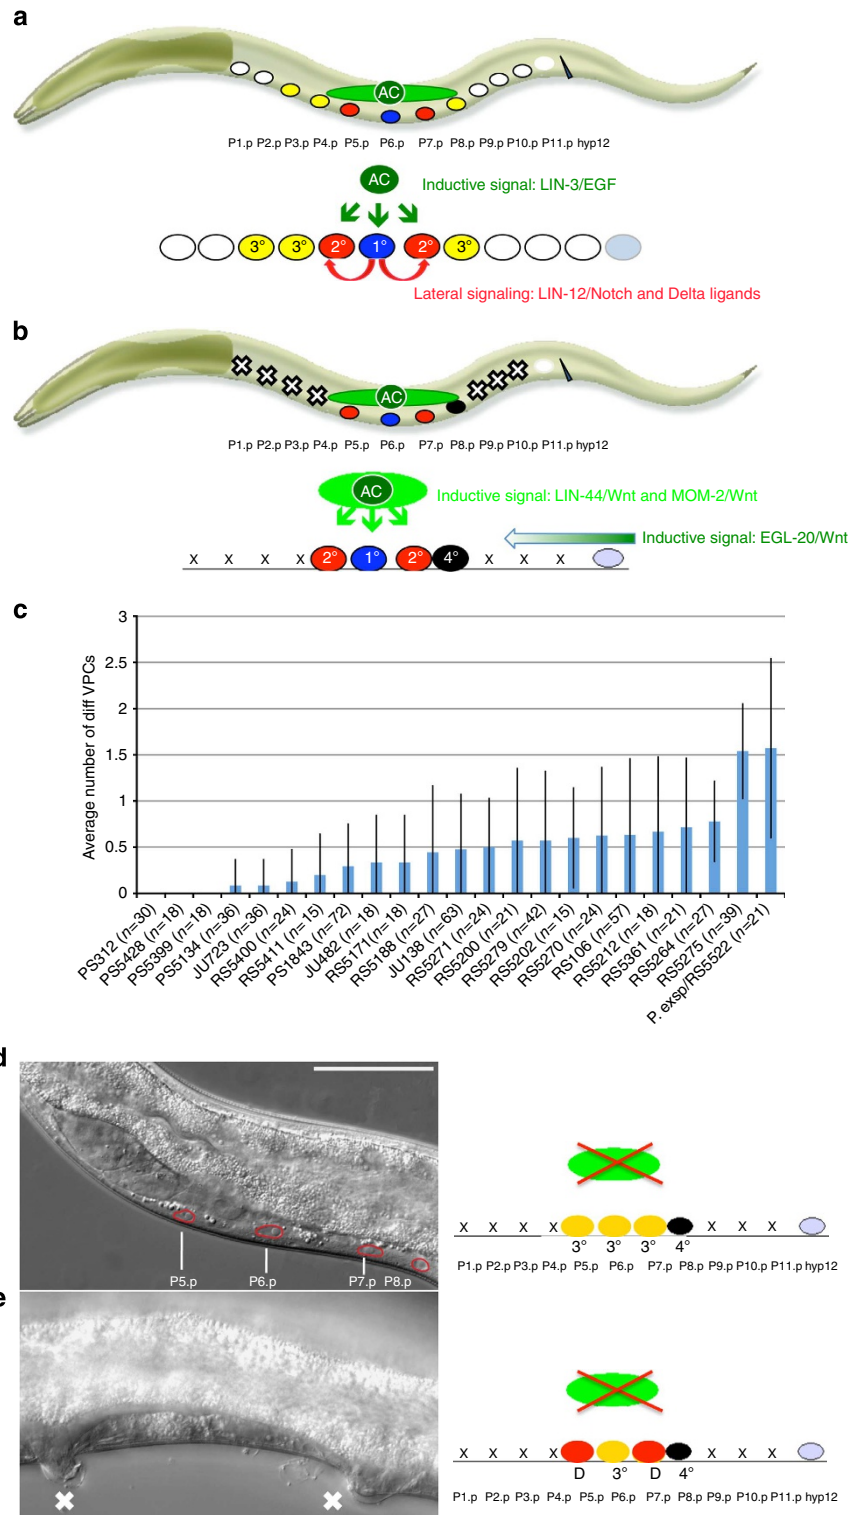 a
AC
P1.p P2.p P3.p P4.p P5.p P6.p P7.p P8.p P9.p P10.p P11.p hyp12
AC
Inductive signal: LIN-3/EGF
3° 3° 2° 1° 2° 3°
Lateral signaling: LIN-12/Notch and Delta ligands
b
AC
P1.p P2.p P3.p P4.p P5.p P6.p P7.p P8.p P9.p P10.p P11.p hyp12
AC
Inductive signal: LIN-44/Wnt and MOM-2/Wnt
Inductive signal: EGL-20/Wnt
x x x x 2° 1° 2° 4° x x x
c
Average number of diff VPCs
3
2.5
2
1.5
1
0.5
0
PS312 (n=30)
PS5428 (n=18)
PS5399 (n=18)
PS5134 (n=36)
JU723 (n=36)
RS5400 (n=24)
RS5411 (n=15)
PS1843 (n=72)
JU482 (n=18)
RS5171(n=18)
RS5188 (n=27)
JU138 (n=63)
RS5271 (n=24)
RS5200 (n=21)
RS5279 (n=42)
RS5202 (n=15)
RS5270 (n=24)
RS106 (n=57)
RS5212 (n=18)
RS5361 (n=21)
RS5264 (n=27)
RS5275 (n=39)
P. exsp/RS5522 (n=21)
d
P5.p P6.p P7.p P8.p
x x x x x x x
3° 3° 3° 4°
P1.p P2.p P3.p P4.p P5.p P6.p P7.p P8.p P9.p P10.p P11.p hyp12
e
x x x x x x x
D 3° D 4°
P1.p P2.p P3.p P4.p P5.p P6.p P7.p P8.p P9.p P10.p P11.p hyp12